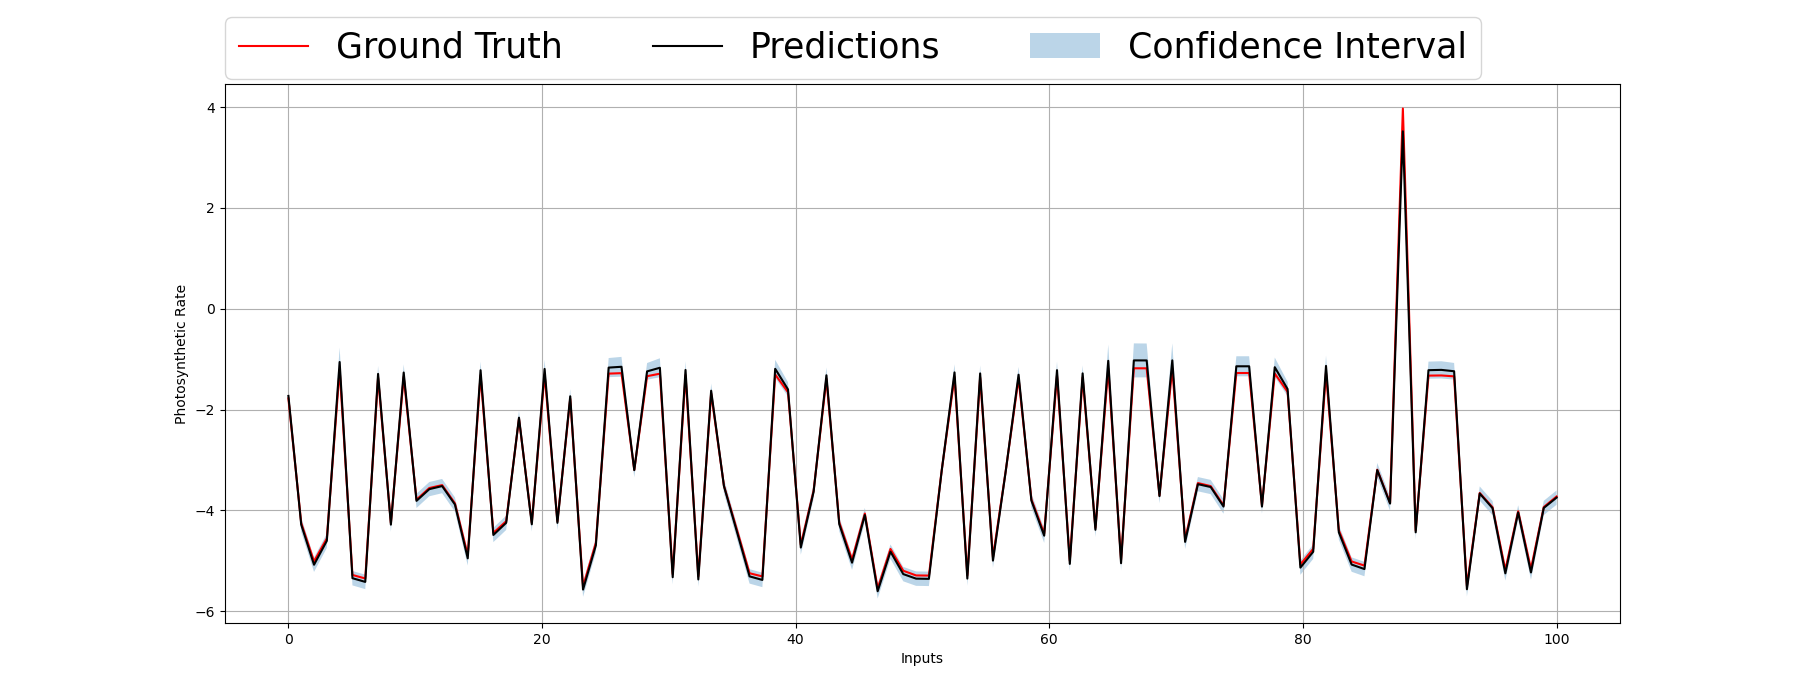 Ground Truth Predictions Confidence Interval
4
2
0
−2
−4
−6
Photosynthetic Rate
0 20 40 60 80 100
Inputs